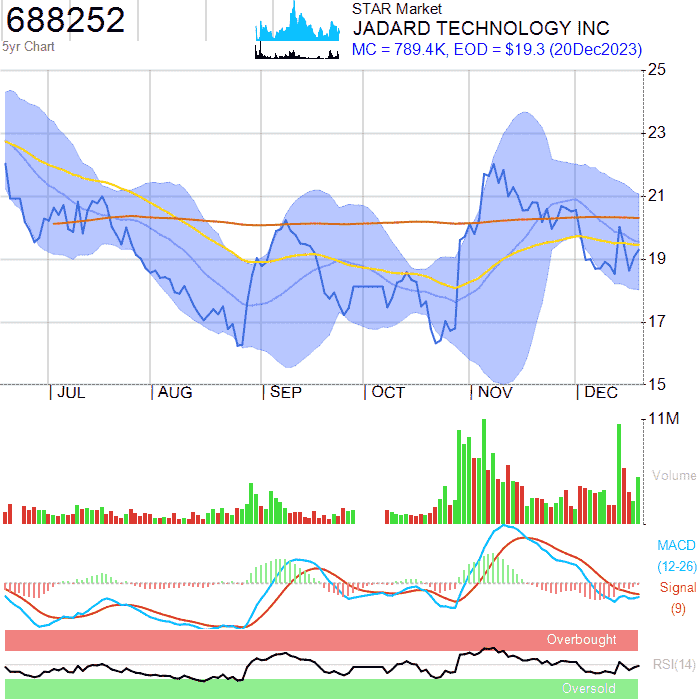 688252
5yr Chart
STAR Market
JADARD TECHNOLOGY INC
MC = 789.4K, EOD = $19.3 (20Dec2023)
25
23
21
19
17
15
JUL AUG SEP OCT NOV DEC
11M
Volume
MACD
(12-26)
Signal
(9)
Overbought
RSI(14)
Oversold